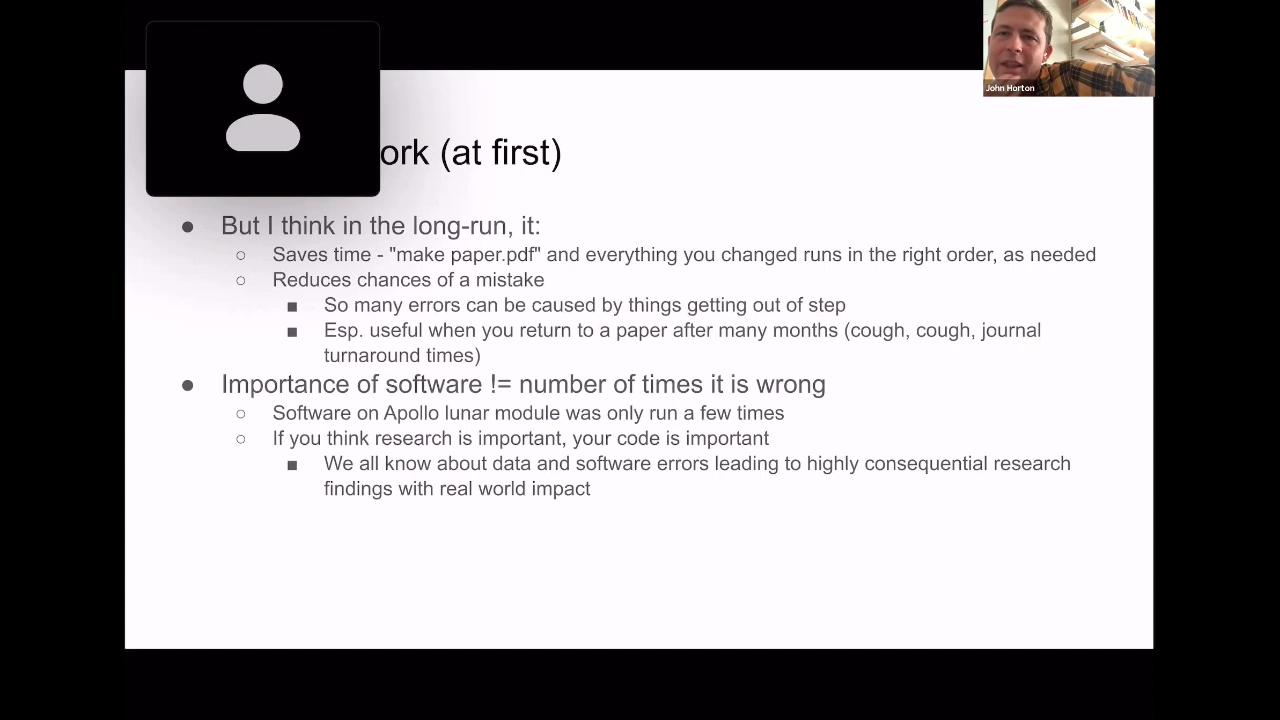 John Horton
ork (at first)
● But I think in the long-run, it:
○ Saves time - "make paper.pdf" and everything you changed runs in the right order, as needed
○ Reduces chances of a mistake
■ So many errors can be caused by things getting out of step
■ Esp. useful when you return to a paper after many months (cough, cough, journal
turnaround times)
● Importance of software != number of times it is wrong
○ Software on Apollo lunar module was only run a few times
○ If you think research is important, your code is important
■ We all know about data and software errors leading to highly consequential research
findings with real world impact